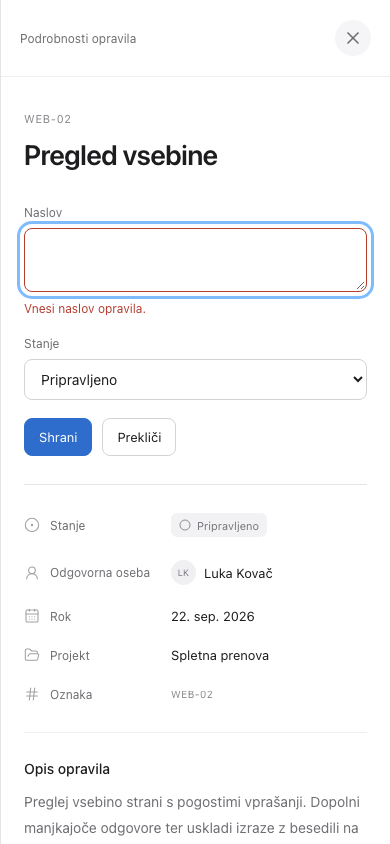 Podrobnosti opravila
WEB-02
Pregled vsebine
Naslov
Vnesi naslov opravila.
Stanje
Pripravljeno
Shrani Prekliči
Stanje Pripravljeno
Odgovorna oseba LK Luka Kovač
Rok 22. sep. 2026
Projekt Spletna prenova
Oznaka WEB-02
Opis opravila
Preglej vsebino strani s pogostimi vprašanji. Dopolni
manjkajoče odgovore ter uskladi izraze z besedili na